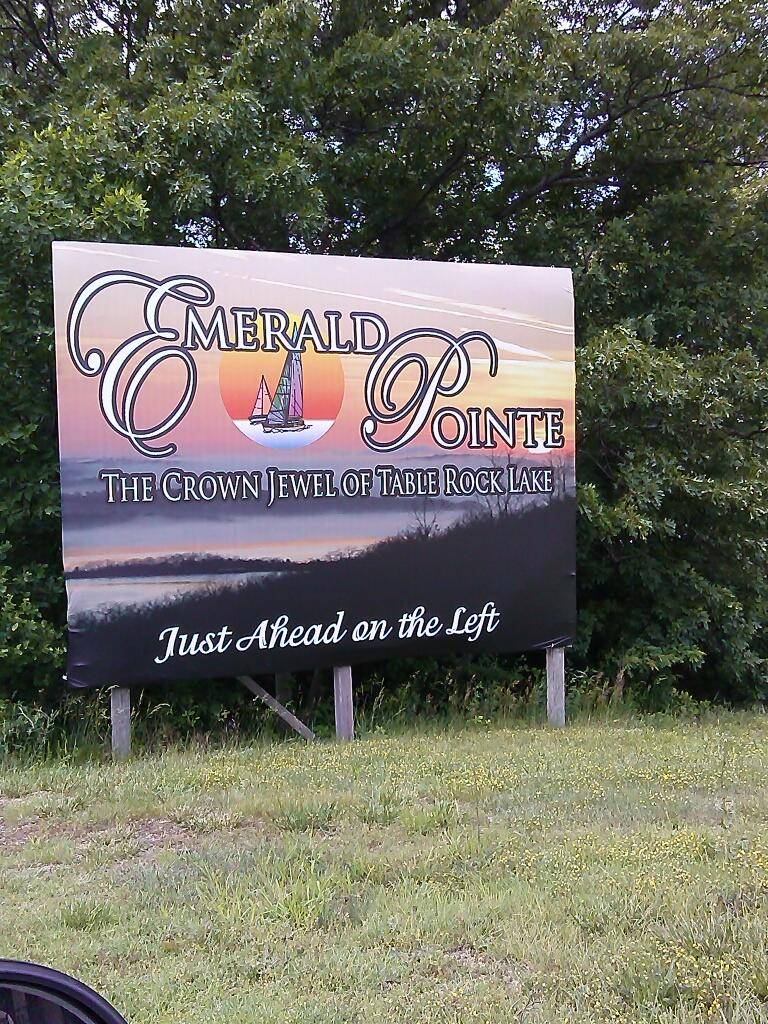 EMERALD
POINTE
THE CROWN JEWEL OF TABLE ROCK LAKE
Just Ahead on the Left